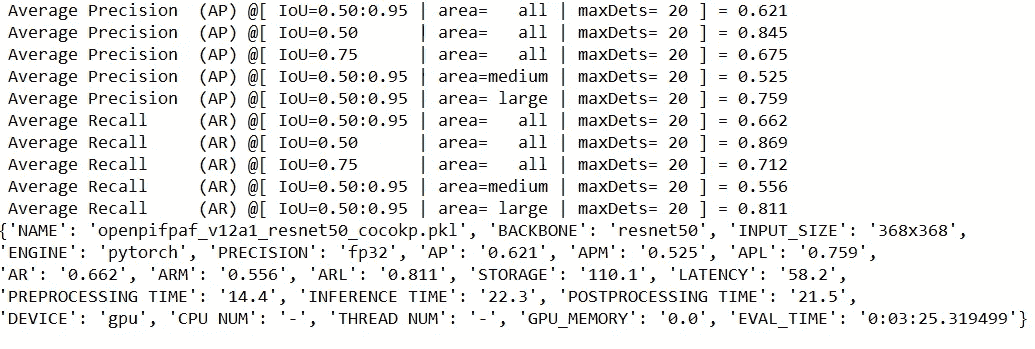 Average Precision  (AP) @[ IoU=0.50:0.95 | area=   all | maxDets= 20 ] = 0.621
Average Precision  (AP) @[ IoU=0.50      | area=   all | maxDets= 20 ] = 0.845
Average Precision  (AP) @[ IoU=0.75      | area=   all | maxDets= 20 ] = 0.675
Average Precision  (AP) @[ IoU=0.50:0.95 | area=medium | maxDets= 20 ] = 0.525
Average Precision  (AP) @[ IoU=0.50:0.95 | area= large | maxDets= 20 ] = 0.759
Average Recall     (AR) @[ IoU=0.50:0.95 | area=   all | maxDets= 20 ] = 0.662
Average Recall     (AR) @[ IoU=0.50      | area=   all | maxDets= 20 ] = 0.869
Average Recall     (AR) @[ IoU=0.75      | area=   all | maxDets= 20 ] = 0.712
Average Recall     (AR) @[ IoU=0.50:0.95 | area=medium | maxDets= 20 ] = 0.556
Average Recall     (AR) @[ IoU=0.50:0.95 | area= large | maxDets= 20 ] = 0.811
{'NAME': 'openpifpaf_v12a1_resnet50_cocokp.pkl', 'BACKBONE': 'resnet50', 'INPUT_SIZE': '368x368',
'ENGINE': 'pytorch', 'PRECISION': 'fp32', 'AP': '0.621', 'APM': '0.525', 'APL': '0.759',
'AR': '0.662', 'ARM': '0.556', 'ARL': '0.811', 'STORAGE': '110.1', 'LATENCY': '58.2',
'PREPROCESSING TIME': '14.4', 'INFERENCE TIME': '22.3', 'POSTPROCESSING TIME': '21.5',
'DEVICE': 'gpu', 'CPU NUM': '-', 'THREAD NUM': '-', 'GPU_MEMORY': '0.0', 'EVAL_TIME': '0:03:25.319499'}